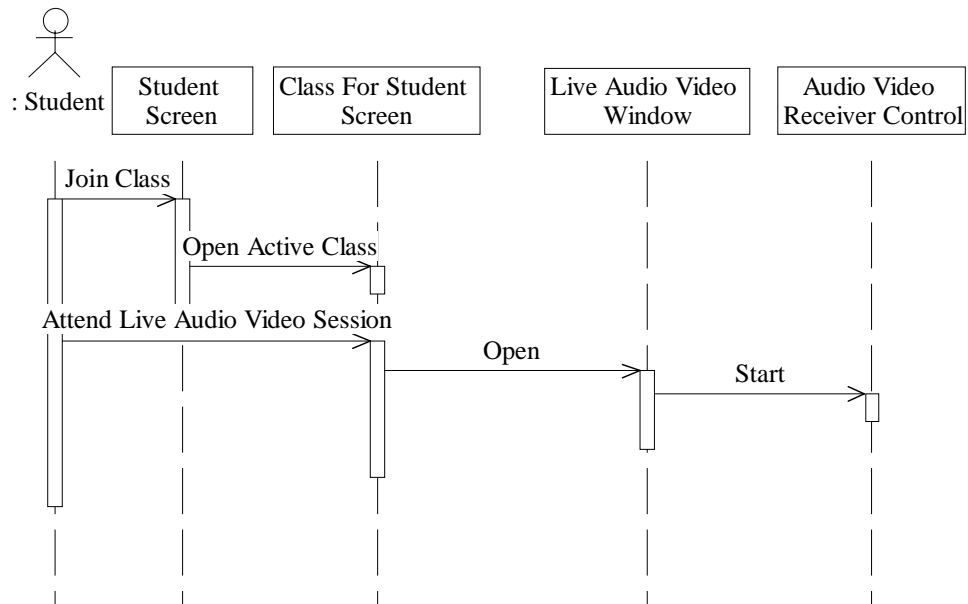 : Student
Student
Screen
Class For Student
Screen
Live Audio Video
Window
Audio Video
Receiver Control
Join Class
Open Active Class
Attend Live Audio Video Session
Open
Start